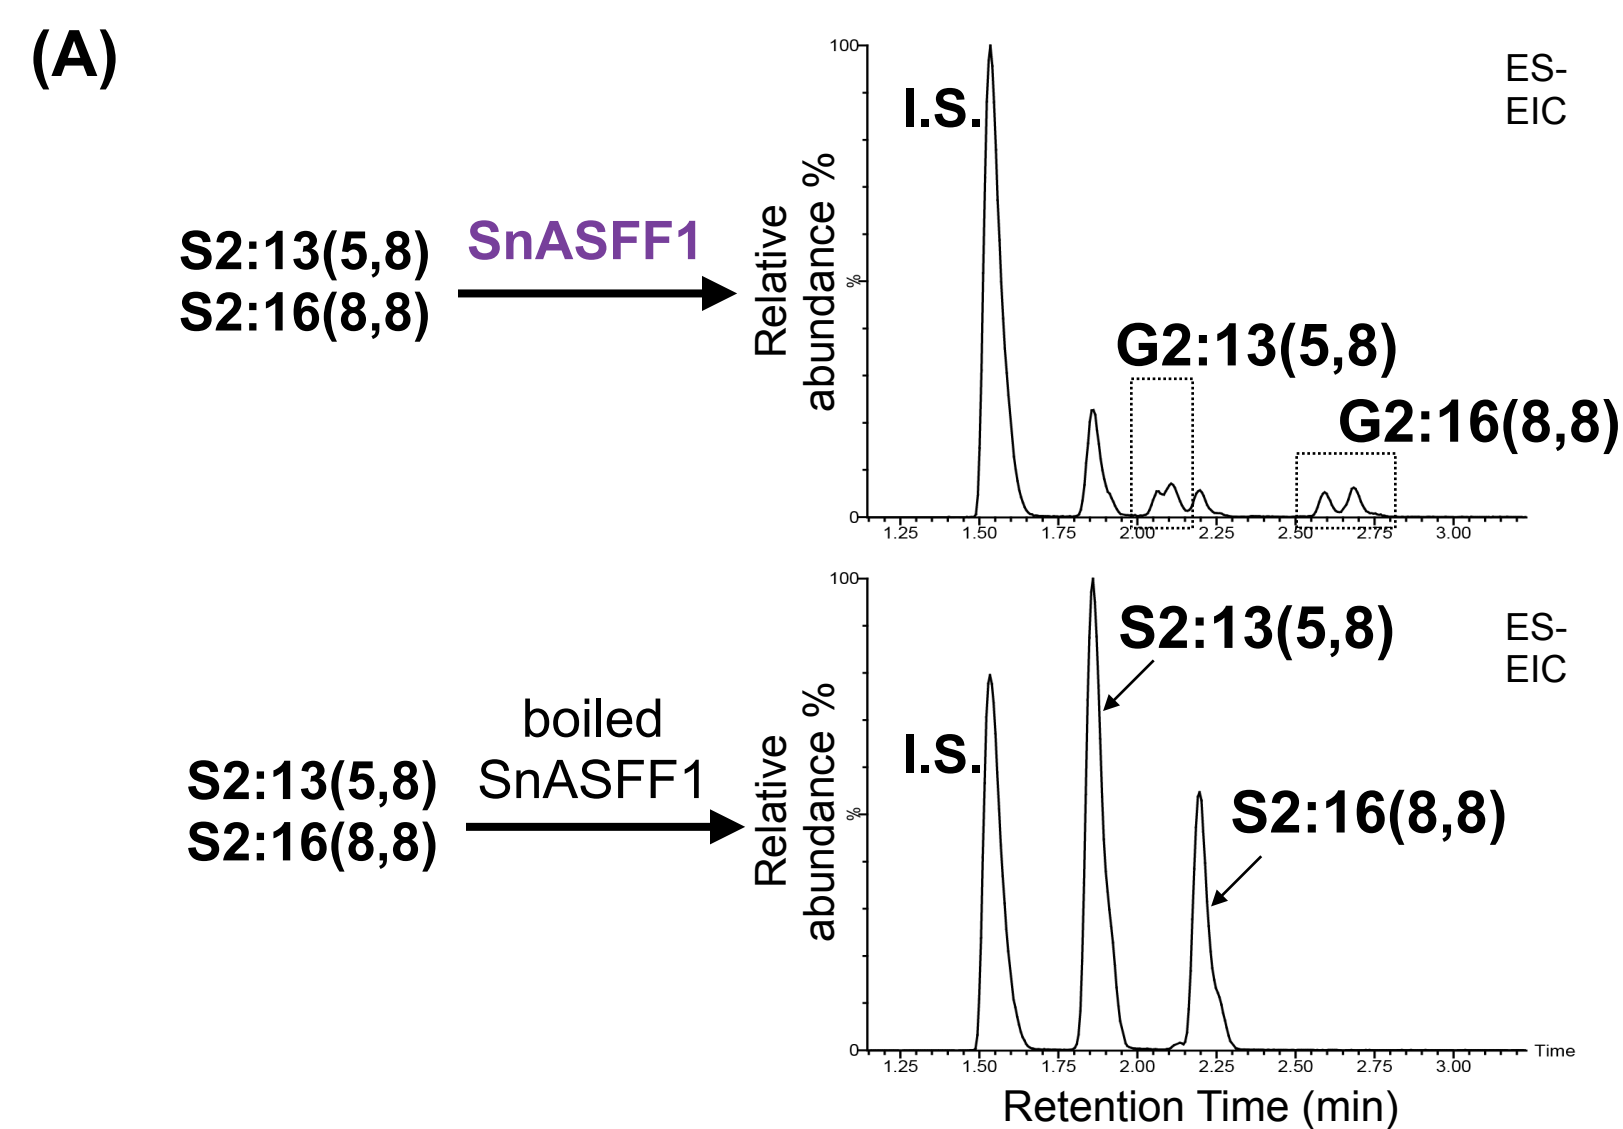 (A)
S2:13(5,8)
S2:16(8,8)
SnASFF1
Relative
abundance %
100
%
0
I.S.
G2:13(5,8)
G2:16(8,8)
ES-
EIC
1.25 1.50 1.75 2.00 2.25 2.50 2.75 3.00
S2:13(5,8)
S2:16(8,8)
boiled
SnASFF1
Relative
abundance %
100
%
0
I.S.
S2:13(5,8)
S2:16(8,8)
ES-
EIC
Time
1.25 1.50 1.75 2.00 2.25 2.50 2.75 3.00
Retention Time (min)